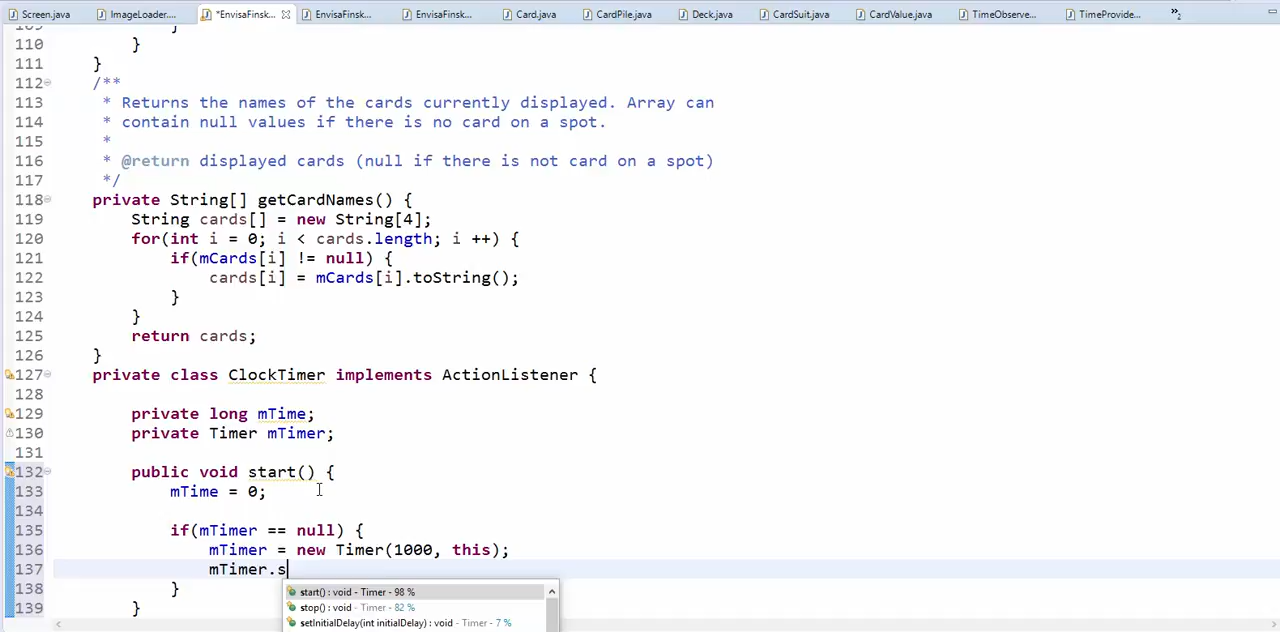 Screen.java ImageLoader.... *EnvisaFinsk... EnvisaFinsk... EnvisaFinsk... Card.java CardPile.java Deck.java CardSuit.java CardValue.java TimeObserve... TimeProvide... »2
110 }
111 }
112 /**
113 * Returns the names of the cards currently displayed. Array can
114 * contain null values if there is no card on a spot.
115 *
116 * @return displayed cards (null if there is not card on a spot)
117 */
118 private String[] getCardNames() {
119 String cards[] = new String[4];
120 for(int i = 0; i < cards.length; i ++) {
121 if(mCards[i] != null) {
122 cards[i] = mCards[i].toString();
123 }
124 }
125 return cards;
126 }
127 private class ClockTimer implements ActionListener {
128
129 private long mTime;
130 private Timer mTimer;
131
132 public void start() {
133 mTime = 0;
134
135 if(mTimer == null) {
136 mTimer = new Timer(1000, this);
137 mTimer.s
138 }
139 }
start() : void - Timer - 98 %
stop() : void - Timer - 82 %
setInitialDelay(int initialDelay) : void - Timer - 7 %